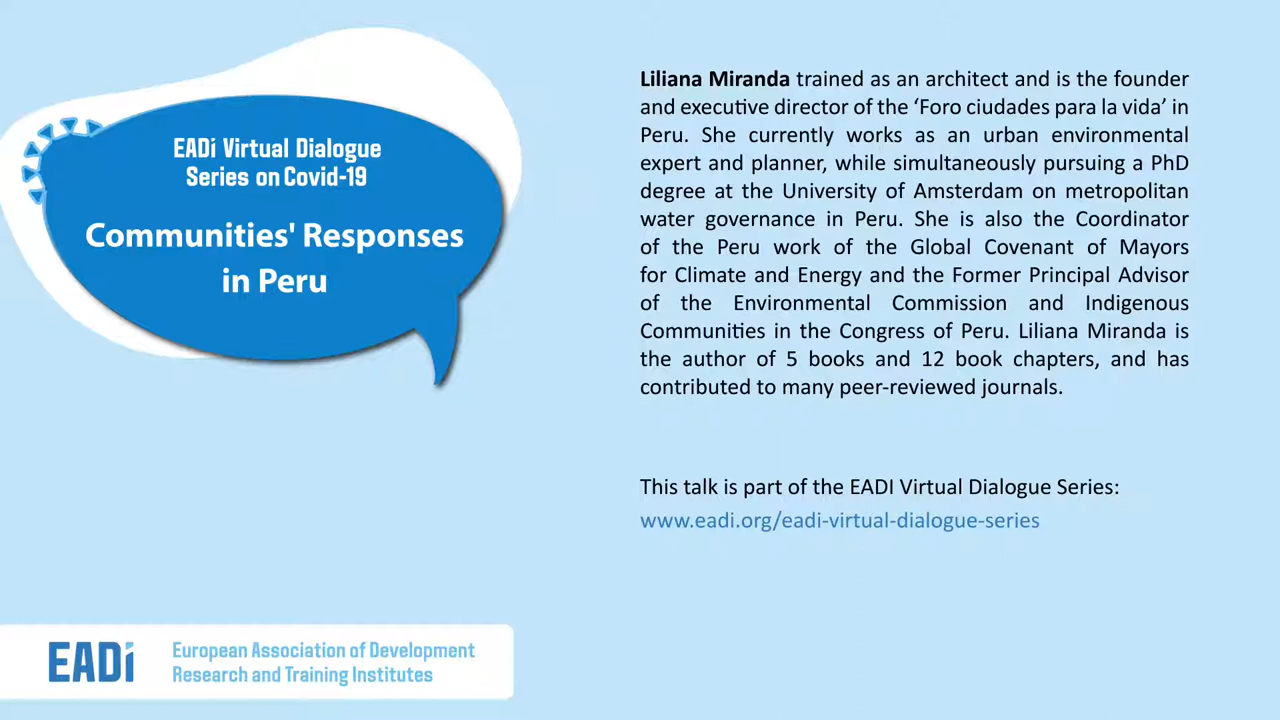 EADi Virtual Dialogue
Series on Covid-19
Communities' Responses
in Peru
Liliana Miranda trained as an architect and is the founder
and executive director of the ‘Foro ciudades para la vida’ in
Peru. She currently works as an urban environmental
expert and planner, while simultaneously pursuing a PhD
degree at the University of Amsterdam on metropolitan
water governance in Peru. She is also the Coordinator
of the Peru work of the Global Covenant of Mayors
for Climate and Energy and the Former Principal Advisor
of the Environmental Commission and Indigenous
Communities in the Congress of Peru. Liliana Miranda is
the author of 5 books and 12 book chapters, and has
contributed to many peer-reviewed journals.
This talk is part of the EADI Virtual Dialogue Series:
www.eadi.org/eadi-virtual-dialogue-series
EADi
European Association of Development
Research and Training Institutes